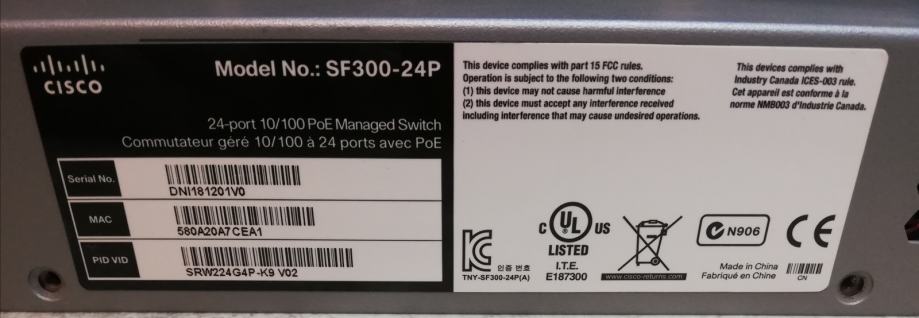 CISCO
Model No.: SF300-24P
24-port 10/100 PoE Managed Switch
Commutateur géré 10/100 à 24 ports avec PoE
Serial No.
DNI181201V0
MAC
580A20A7CEA1
PID VID
SRW224G4P-K9 V02
This device complies with part 15 FCC rules.
Operation is subject to the following two conditions:
(1) this device may not cause harmful interference
(2) this device must accept any interference received
including interference that may cause undesired operations.
This devices complies with
Industry Canada ICES-003 rule.
Cet appareil est conforme à la
norme NMB003 d'Industrie Canada.
인증 번호
TNY-SF300-24P(A)
C UL US
LISTED
I.T.E.
E187300
www.cisco-returns.com
N906
CE
Made in China
Fabriqué en Chine
CN